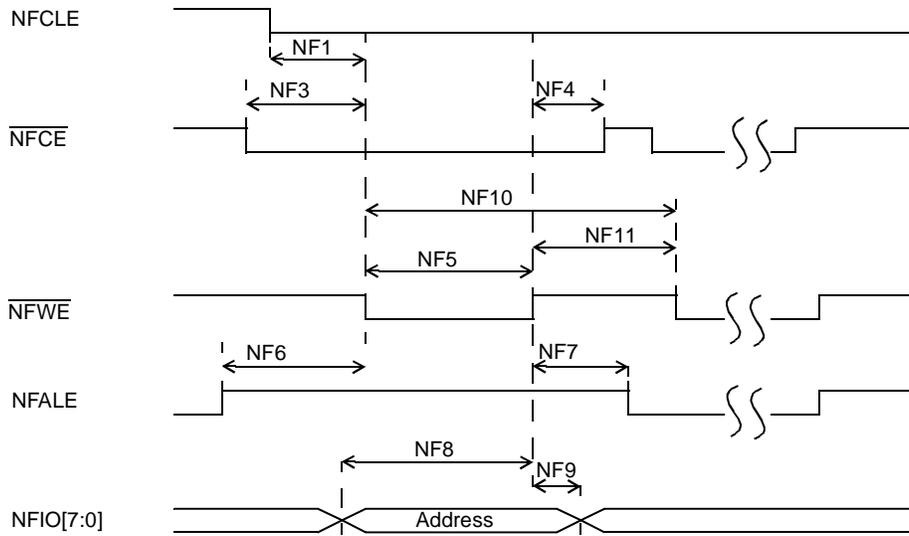 NFCLE
NF1
NF3
NF4
NFCE
NF10
NF11
NF5
NFWE
NF6
NF7
NFALE
NF8
NF9
NFIO[7:0]
Address